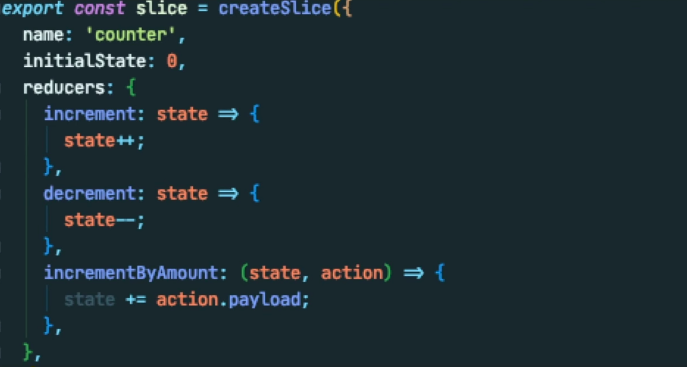 export const slice = createSlice({
  name: 'counter',
  initialState: 0,
  reducers: {
    increment: state => {
      state++;
    },
    decrement: state => {
      state--;
    },
    incrementByAmount: (state, action) => {
      state += action.payload;
    },
  },